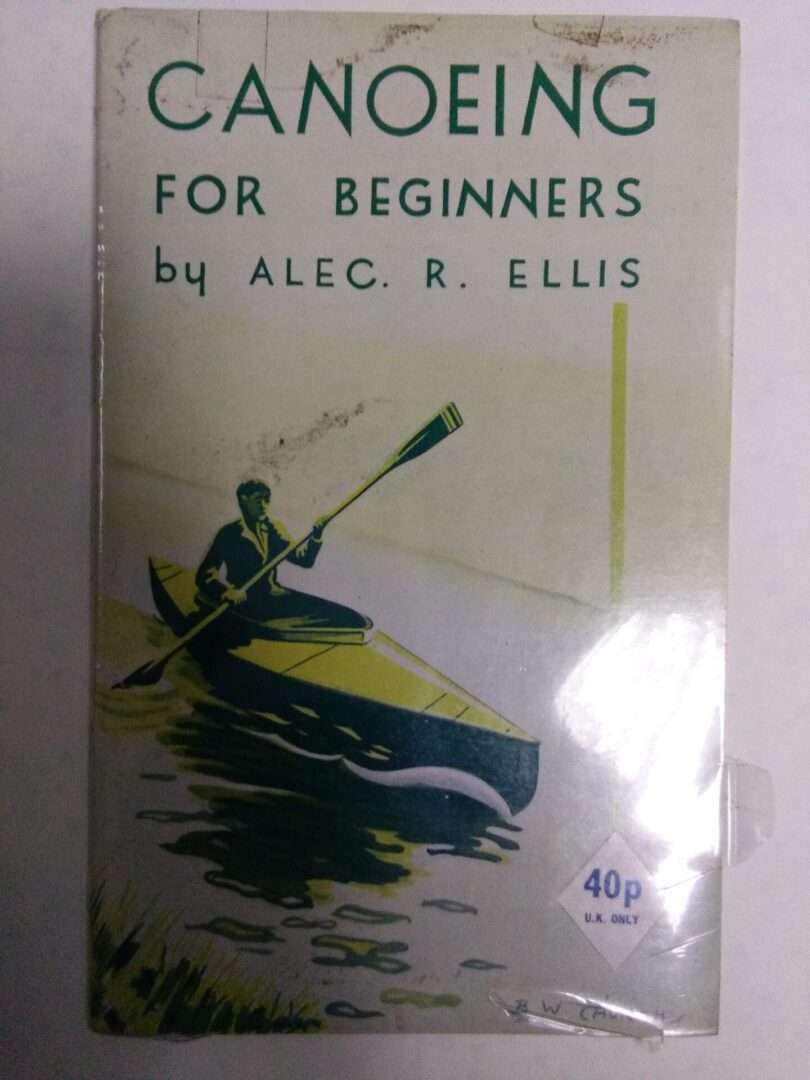 CANOEING
FOR BEGINNERS
by ALEC. R. ELLIS
40p
U.K. ONLY
B W